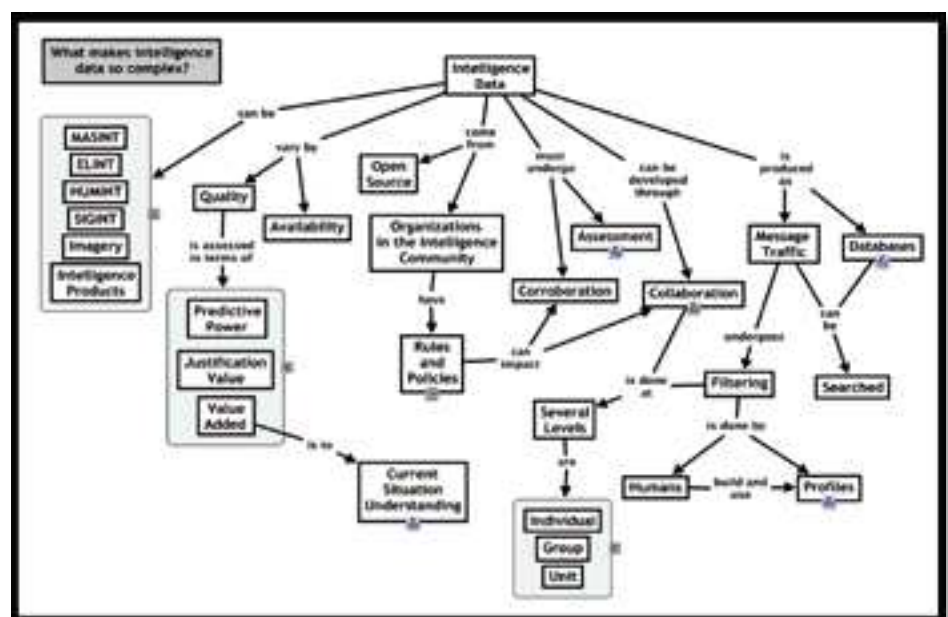 What makes intelligence
data so complex?
Intelligence
Data
can be
vary by
come
from
must
undergo
can be
developed
through
is
produced
as
MASINT
ELINT
HUMINT
SIGINT
Imagery
Intelligence
Products
Quality
Availability
Open
Source
Organizations
in the Intelligence
Community
Assessment
Message
Traffic
Databases
is assessed
in terms of
Corroboration
Collaboration
have
can
impact
Predictive
Power
Justification
Value
Value
Added
Rules
and
Policies
undergoes
can
be
is done
at
Filtering
Searched
Several
Levels
is done by
is to
Current
Situation
Understanding
are
Humans
build and
use
Profiles
Individual
Group
Unit